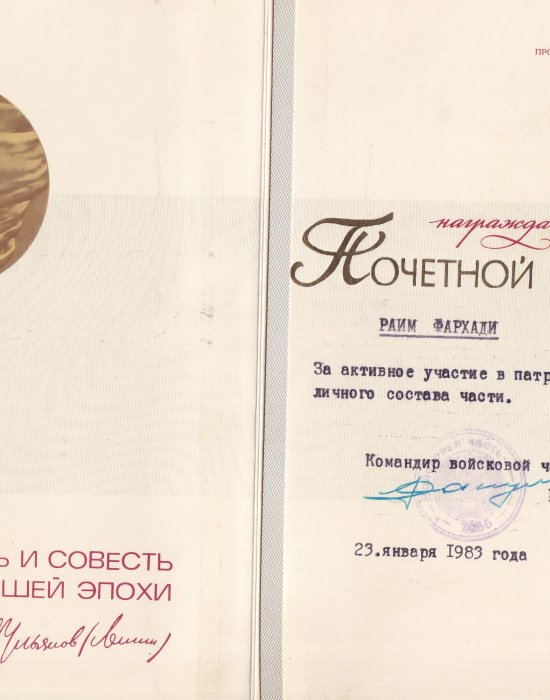 Ь И СОВЕСТЬ
ШЕЙ ЭПОХИ
Ульянов (Ленин)
ПРО
награжда
ПОЧЕТНОЙ
РАИМ ФАРХАДИ
За активное участие в патр
личного состава части.
Командир войсковой ч
23.января 1983 года